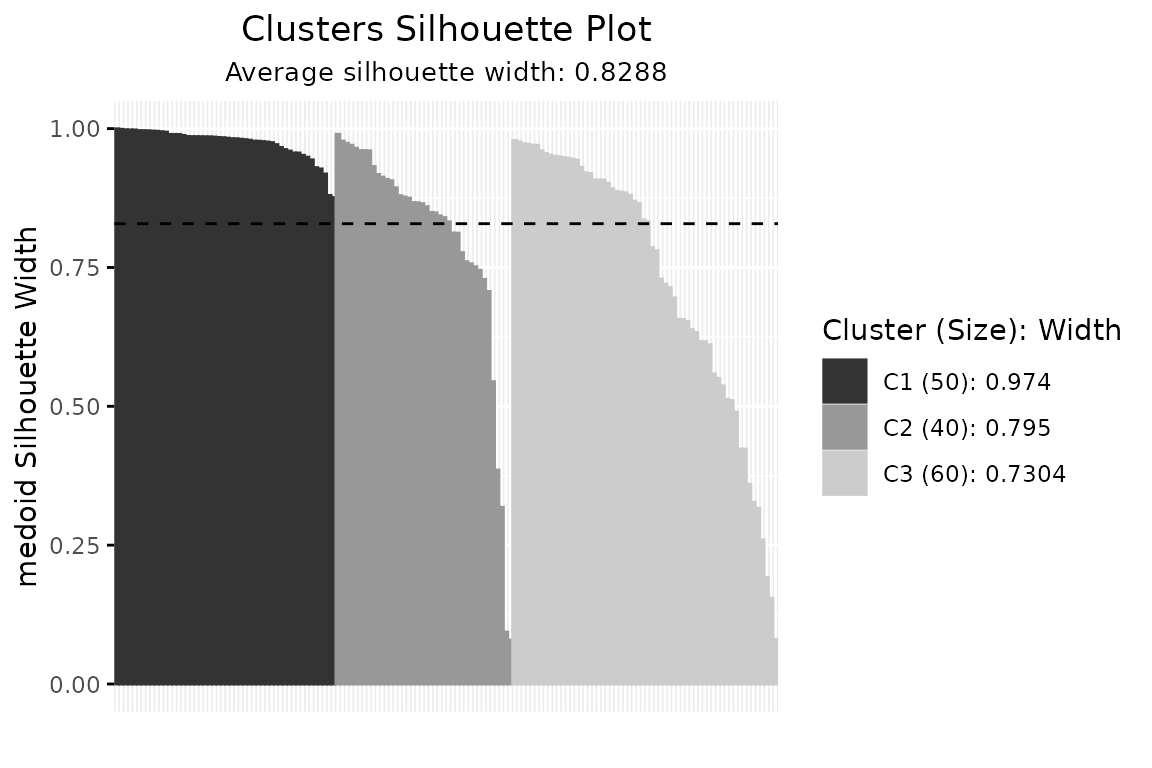 Clusters Silhouette Plot
Average silhouette width: 0.8288
medoid Silhouette Width
1.00
0.75
0.50
0.25
0.00
Cluster (Size): Width
C1 (50): 0.974
C2 (40): 0.795
C3 (60): 0.7304